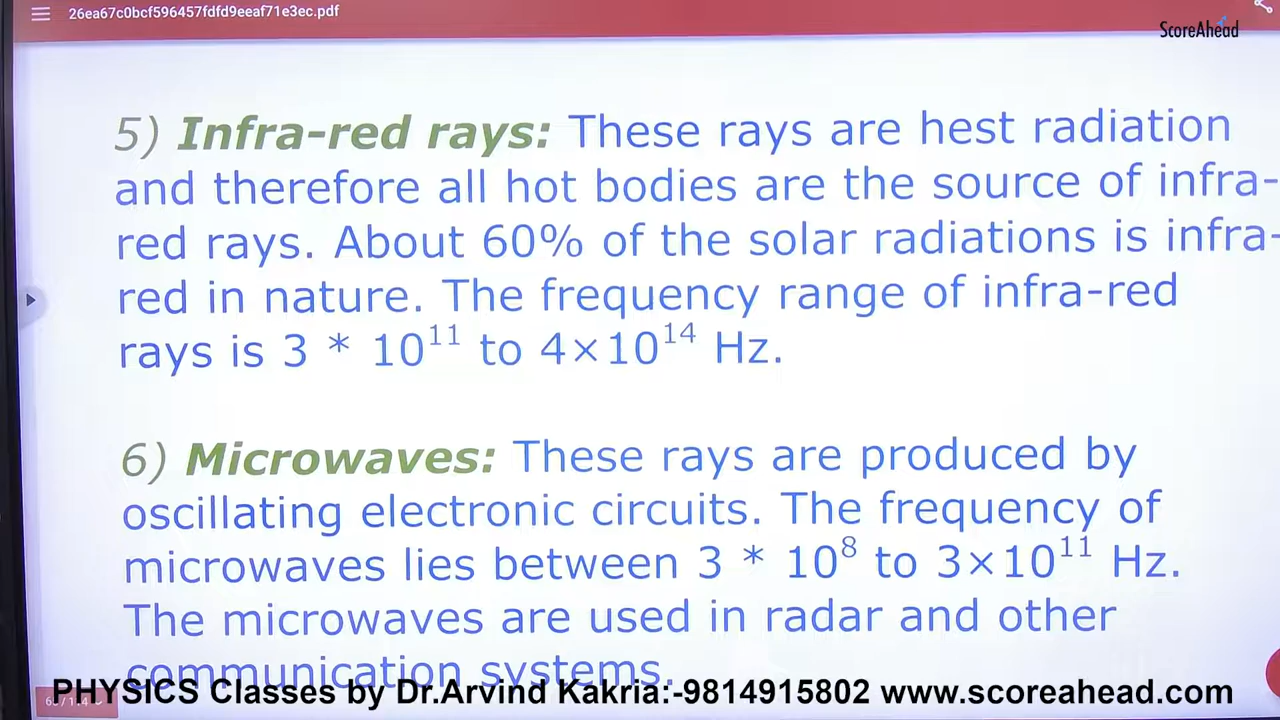 26ea67c0bcf596457fdfd9eeaf71e3ec.pdf
ScoreAhead
5) Infra-red rays: These rays are hest radiation
and therefore all hot bodies are the source of infra-
red rays. About 60% of the solar radiations is infra-
red in nature. The frequency range of infra-red
rays is 3 * 10¹¹ to 4×10¹⁴ Hz.
6) Microwaves: These rays are produced by
oscillating electronic circuits. The frequency of
microwaves lies between 3 * 10⁸ to 3×10¹¹ Hz.
The microwaves are used in radar and other
communication systems.
PHYSICS Classes by Dr.Arvind Kakria:-9814915802 www.scoreahead.com